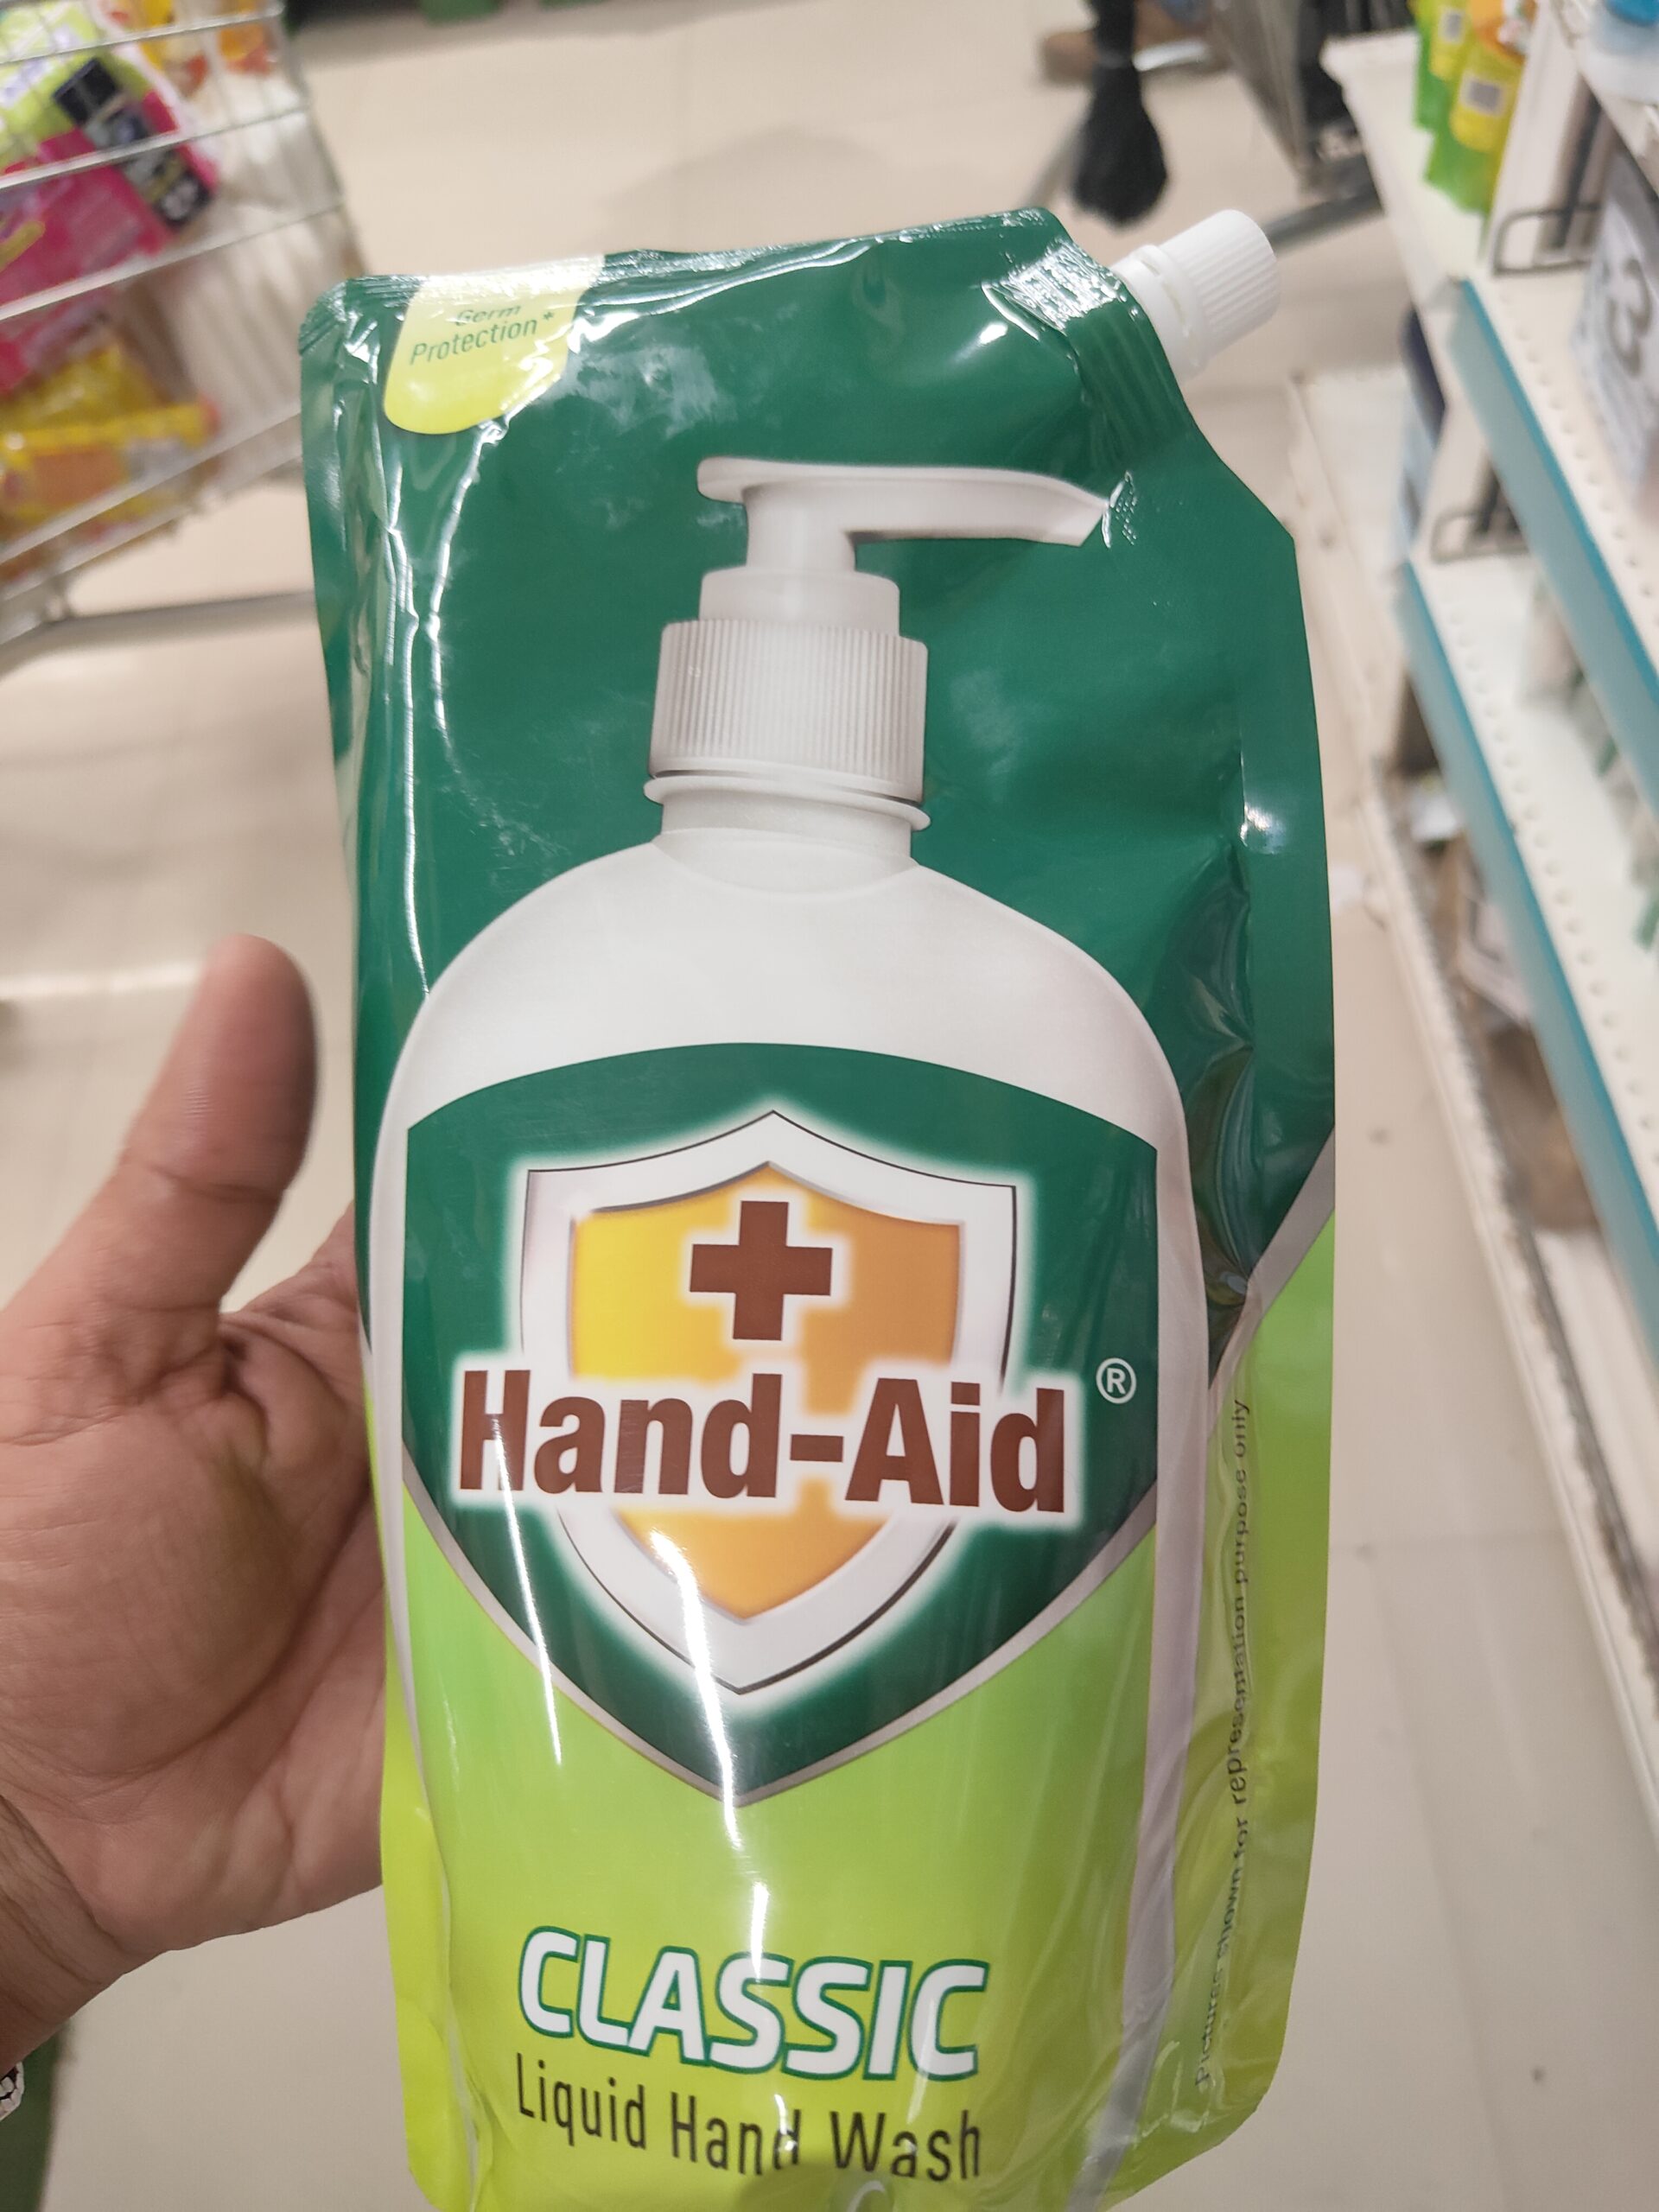 Germ
Protection*
Hand-Aid®
Pictures shown for representation purpose only
CLASSIC
Liquid Hand Wash